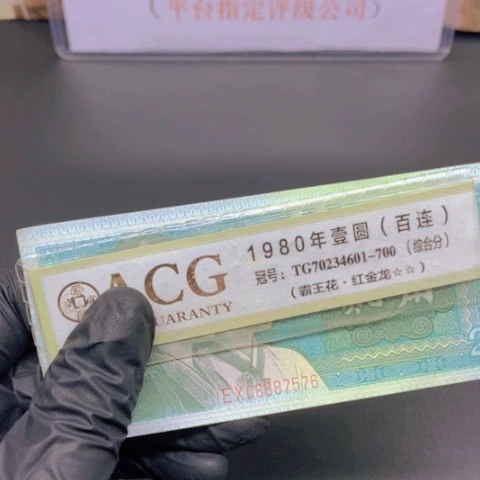 （平台指定评级公司）
ACG
GUARANTY
1980年壹圆（百连）
冠号：TG70234601-700（综合分）
（霸王花·红金龙☆☆）
EX08887576